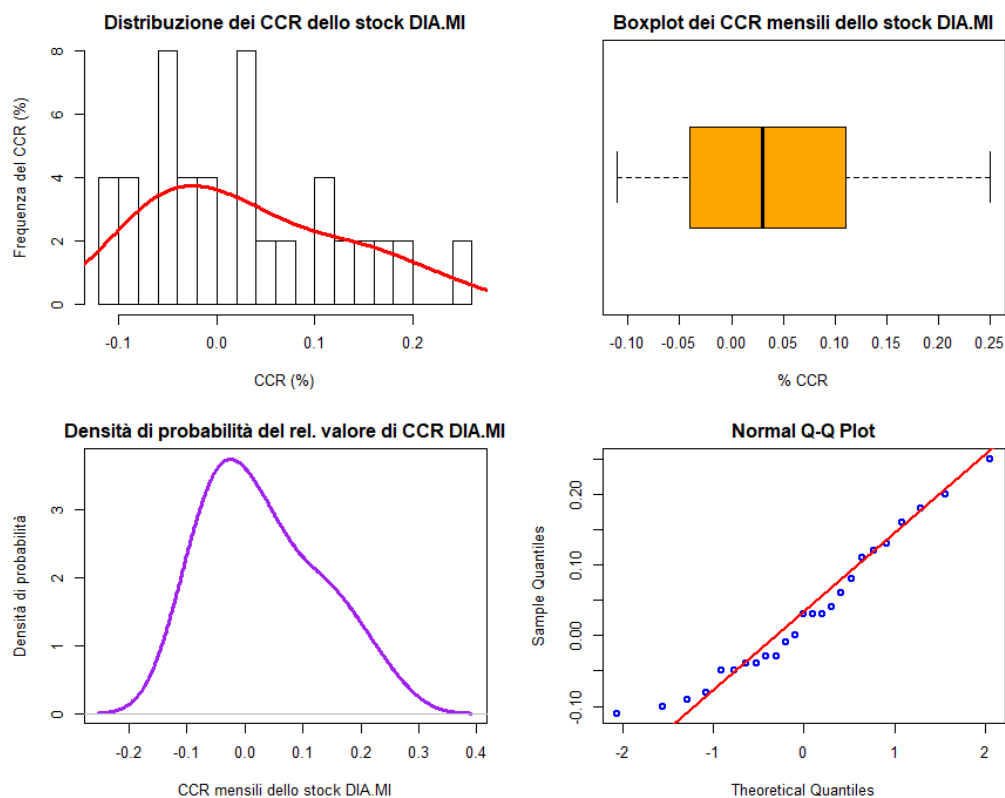 Distribuzione dei CCR dello stock DIA.MI
Frequenza del CCR (%)
8
6
4
2
0
-0.1 0.0 0.1 0.2
CCR (%)
Boxplot dei CCR mensili dello stock DIA.MI
-0.10 -0.05 0.00 0.05 0.10 0.15 0.20 0.25
% CCR
Densità di probabilità del rel. valore di CCR DIA.MI
Densità di probabilità
3
2
1
0
-0.2 -0.1 0.0 0.1 0.2 0.3 0.4
CCR mensili dello stock DIA.MI
Normal Q-Q Plot
Sample Quantiles
0.20
0.10
0.00
-0.10
-2 -1 0 1 2
Theoretical Quantiles